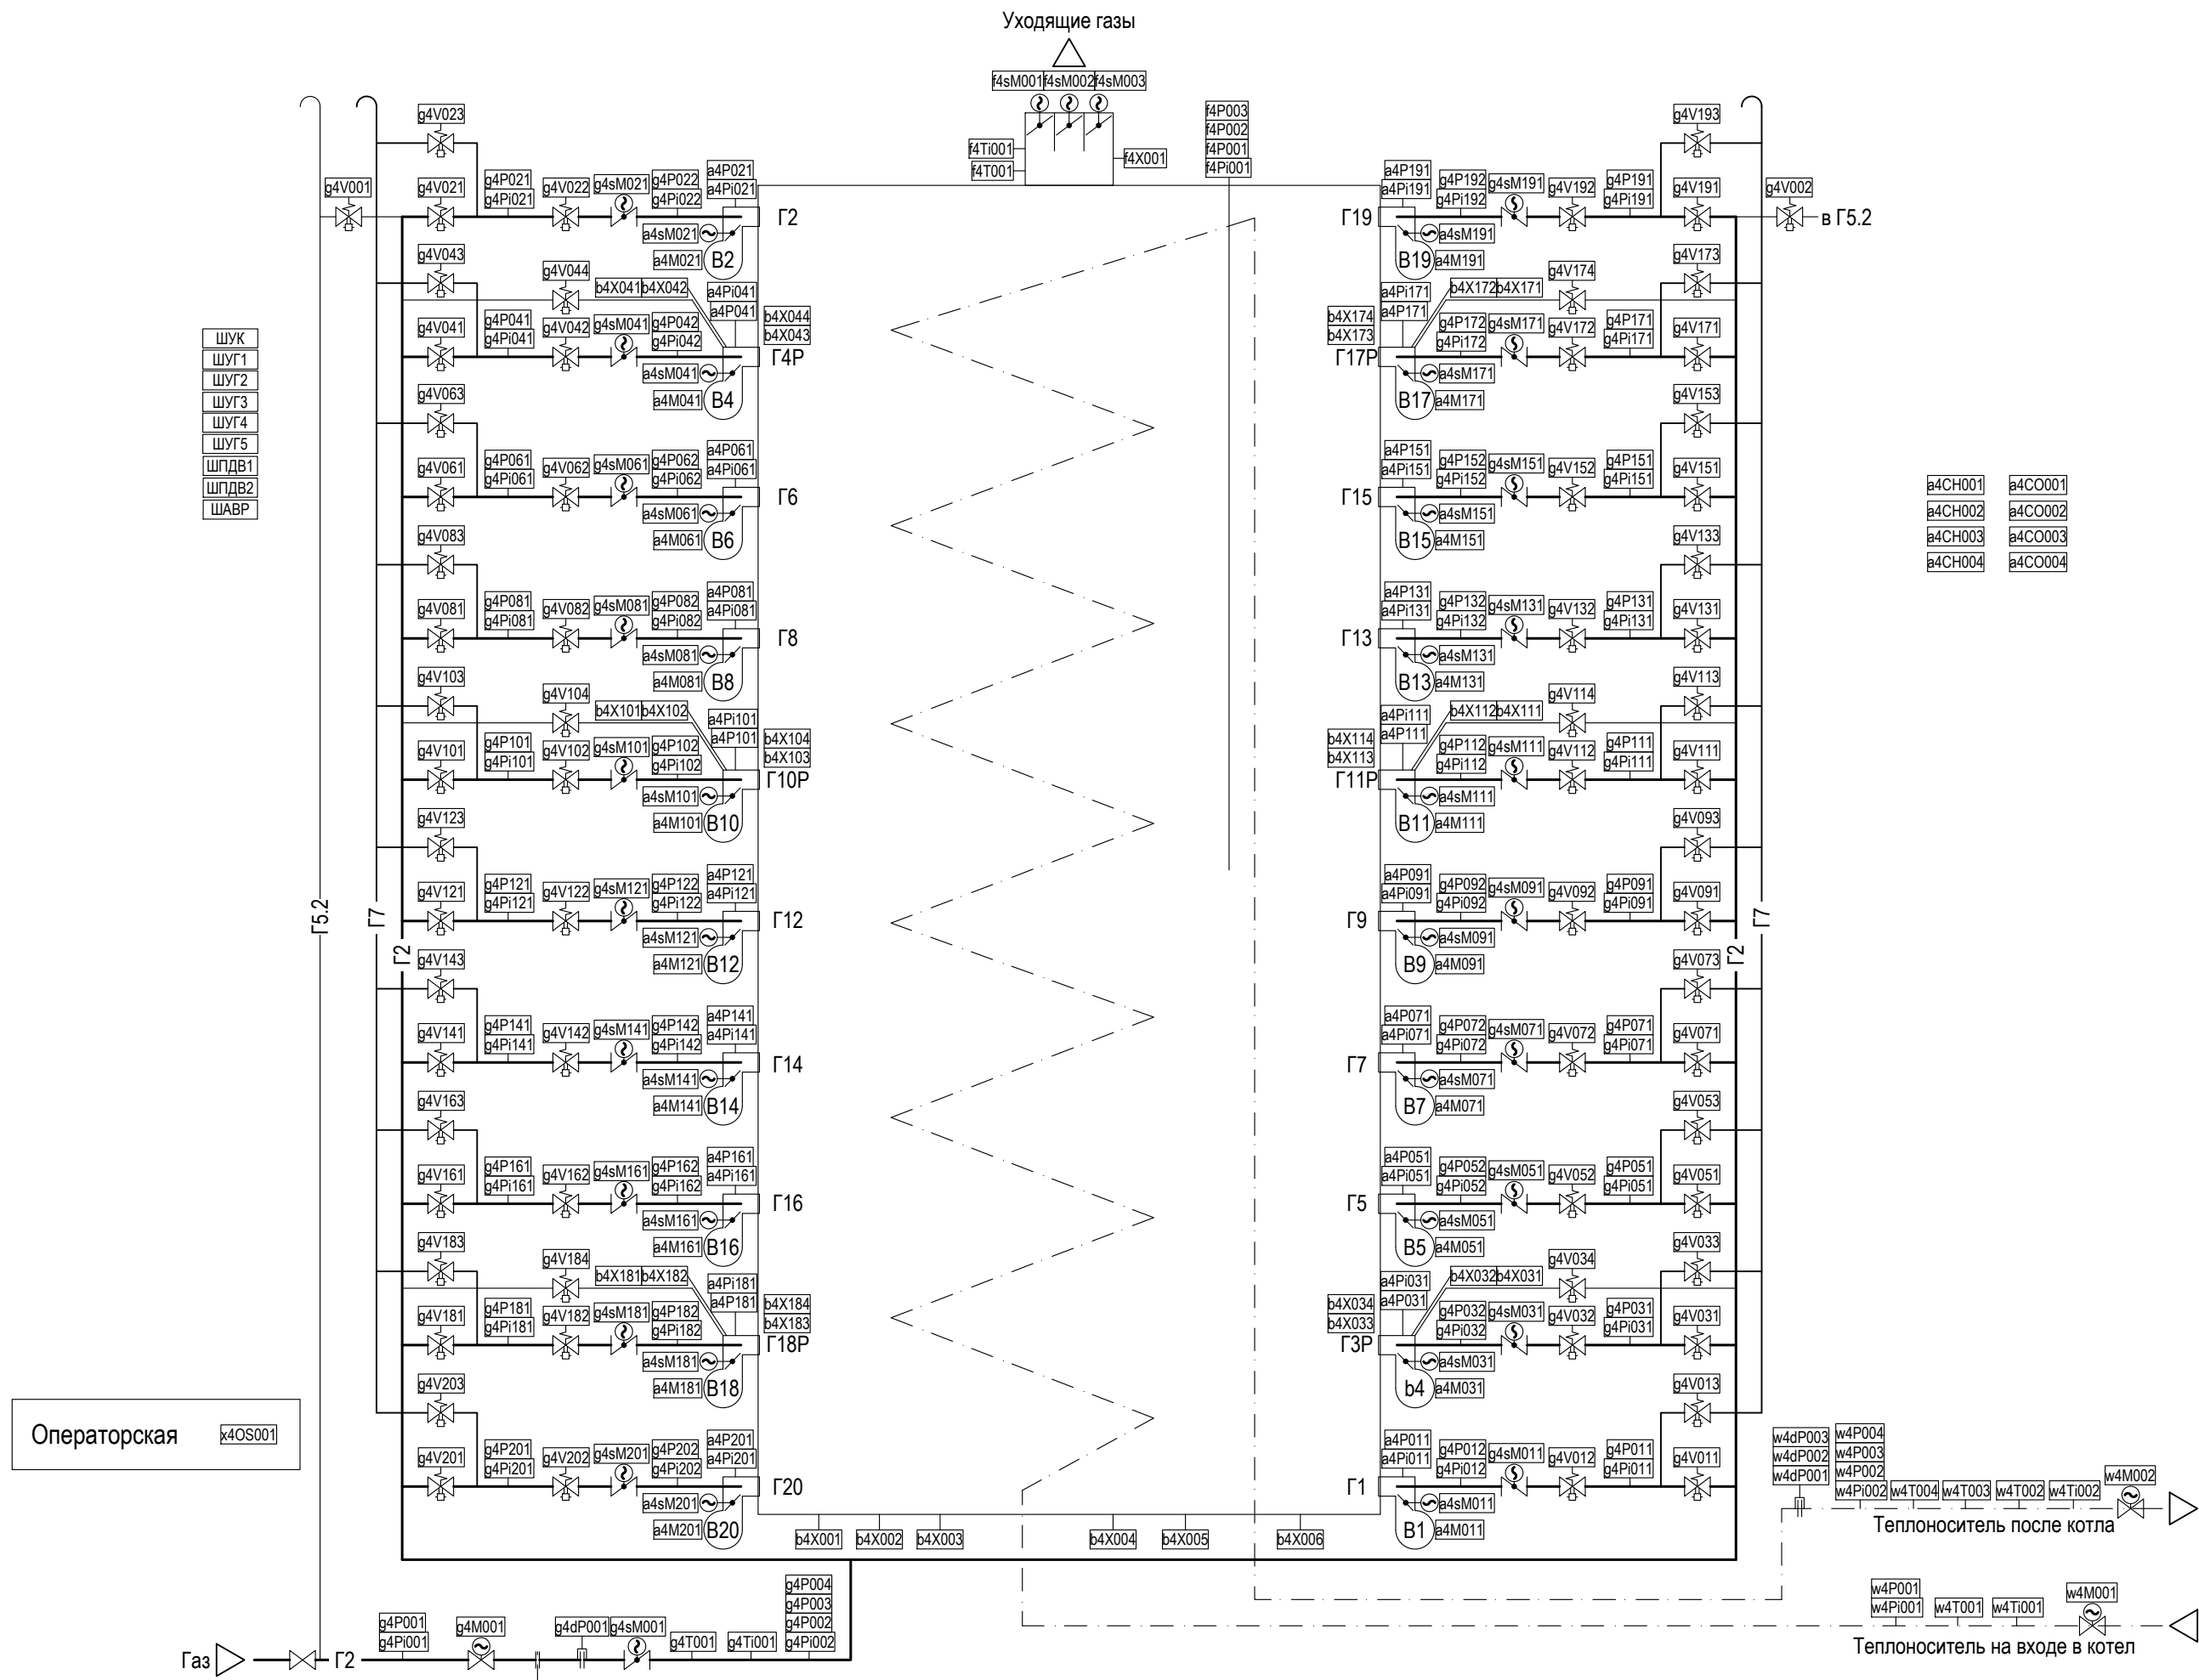 Уходящие газы
f4sM001 f4sM002 f4sM003
f4Ti001
f4T001
f4X001
f4P003
f4P002
f4P001
f4Pi001
g4V023
g4V001 g4V021 g4P021 g4Pi021 g4V022 g4sM021 g4P022 g4Pi022 a4P021 a4Pi021
a4sM021
a4M021 В2 Г2
g4V043 g4V044 b4X041 b4X042 a4Pi041 a4P041 b4X044 b4X043
g4V041 g4P041 g4Pi041 g4V042 g4sM041 g4P042 g4Pi042
a4sM041
a4M041 В4 Г4Р
g4V063
g4V061 g4P061 g4Pi061 g4V062 g4sM061 g4P062 g4Pi062 a4P061 a4Pi061
a4sM061
a4M061 В6 Г6
g4V083
g4V081 g4P081 g4Pi081 g4V082 g4sM081 g4P082 g4Pi082 a4P081 a4Pi081
a4sM081
a4M081 В8 Г8
g4V103 g4V104 b4X101 b4X102 a4Pi101 a4P101 b4X104 b4X103
g4V101 g4P101 g4Pi101 g4V102 g4sM101 g4P102 g4Pi102
a4sM101
a4M101 В10 Г10Р
g4V123
g4V121 g4P121 g4Pi121 g4V122 g4sM121 g4P122 g4Pi122 a4P121 a4Pi121
a4sM121
a4M121 В12 Г12
g4V143
g4V141 g4P141 g4Pi141 g4V142 g4sM141 g4P142 g4Pi142 a4P141 a4Pi141
a4sM141
a4M141 В14 Г14
g4V163
g4V161 g4P161 g4Pi161 g4V162 g4sM161 g4P162 g4Pi162 a4P161 a4Pi161
a4sM161
a4M161 В16 Г16
g4V183 g4V184 b4X181 b4X182 a4Pi181 a4P181 b4X184 b4X183
g4V181 g4P181 g4Pi181 g4V182 g4sM181 g4P182 g4Pi182
a4sM181
a4M181 В18 Г18Р
g4V203
g4V201 g4P201 g4Pi201 g4V202 g4sM201 g4P202 g4Pi202 a4P201 a4Pi201
a4sM201
a4M201 В20 Г20
Г5.2
Г7
Г2
ШУК
ШУГ1
ШУГ2
ШУГ3
ШУГ4
ШУГ5
ШПДВ1
ШПДВ2
ШАВР
g4V193
a4P191 a4Pi191 g4P192 g4Pi192 g4sM191 g4V192 g4P191 g4Pi191 g4V191 g4V002
в Г5.2
a4sM191
Г19 В19 a4M191
g4V173 g4V174 b4X172 b4X171 a4Pi171 a4P171 b4X174 b4X173
g4P172 g4Pi172 g4sM171 g4V172 g4P171 g4Pi171 g4V171
a4sM171
Г17Р В17 a4M171
g4V153
a4P151 a4Pi151 g4P152 g4Pi152 g4sM151 g4V152 g4P151 g4Pi151 g4V151
a4sM151
Г15 В15 a4M151
g4V133
a4P131 a4Pi131 g4P132 g4Pi132 g4sM131 g4V132 g4P131 g4Pi131 g4V131
a4sM131
Г13 В13 a4M131
g4V113 g4V114 b4X112 b4X111 a4Pi111 a4P111 b4X114 b4X113
g4P112 g4Pi112 g4sM111 g4V112 g4P111 g4Pi111 g4V111
a4sM111
Г11Р В11 a4M111
g4V093
a4P091 a4Pi091 g4P092 g4Pi092 g4sM091 g4V092 g4P091 g4Pi091 g4V091
a4sM091
Г9 В9 a4M091
g4V073
a4P071 a4Pi071 g4P072 g4Pi072 g4sM071 g4V072 g4P071 g4Pi071 g4V071
a4sM071
Г7 В7 a4M071
g4V053
a4P051 a4Pi051 g4P052 g4Pi052 g4sM051 g4V052 g4P051 g4Pi051 g4V051
a4sM051
Г5 В5 a4M051
g4V033 g4V034 b4X032 b4X031 a4Pi031 a4P031 b4X034 b4X033
g4P032 g4Pi032 g4sM031 g4V032 g4P031 g4Pi031 g4V031
a4sM031
Г3Р b4 a4M031
g4V013
a4P011 a4Pi011 g4P012 g4Pi012 g4sM011 g4V012 g4P011 g4Pi011 g4V011
a4sM011
Г1 В1 a4M011
Г2
Г7
a4CH001 a4CO001
a4CH002 a4CO002
a4CH003 a4CO003
a4CH004 a4CO004
Операторская x4OS001
b4X001 b4X002 b4X003 b4X004 b4X005 b4X006
w4dP003
w4dP002
w4dP001
w4P004
w4P003
w4P002
w4Pi002 w4T004 w4T003 w4T002 w4Ti002 w4M002
Теплоноситель после котла
w4P001
w4Pi001 w4T001 w4Ti001 w4M001
Теплоноситель на входе в котел
g4P004
g4P003
g4P002
g4Pi002
g4P001
g4Pi001 g4M001 g4dP001 g4sM001 g4T001 g4Ti001
Газ Г2